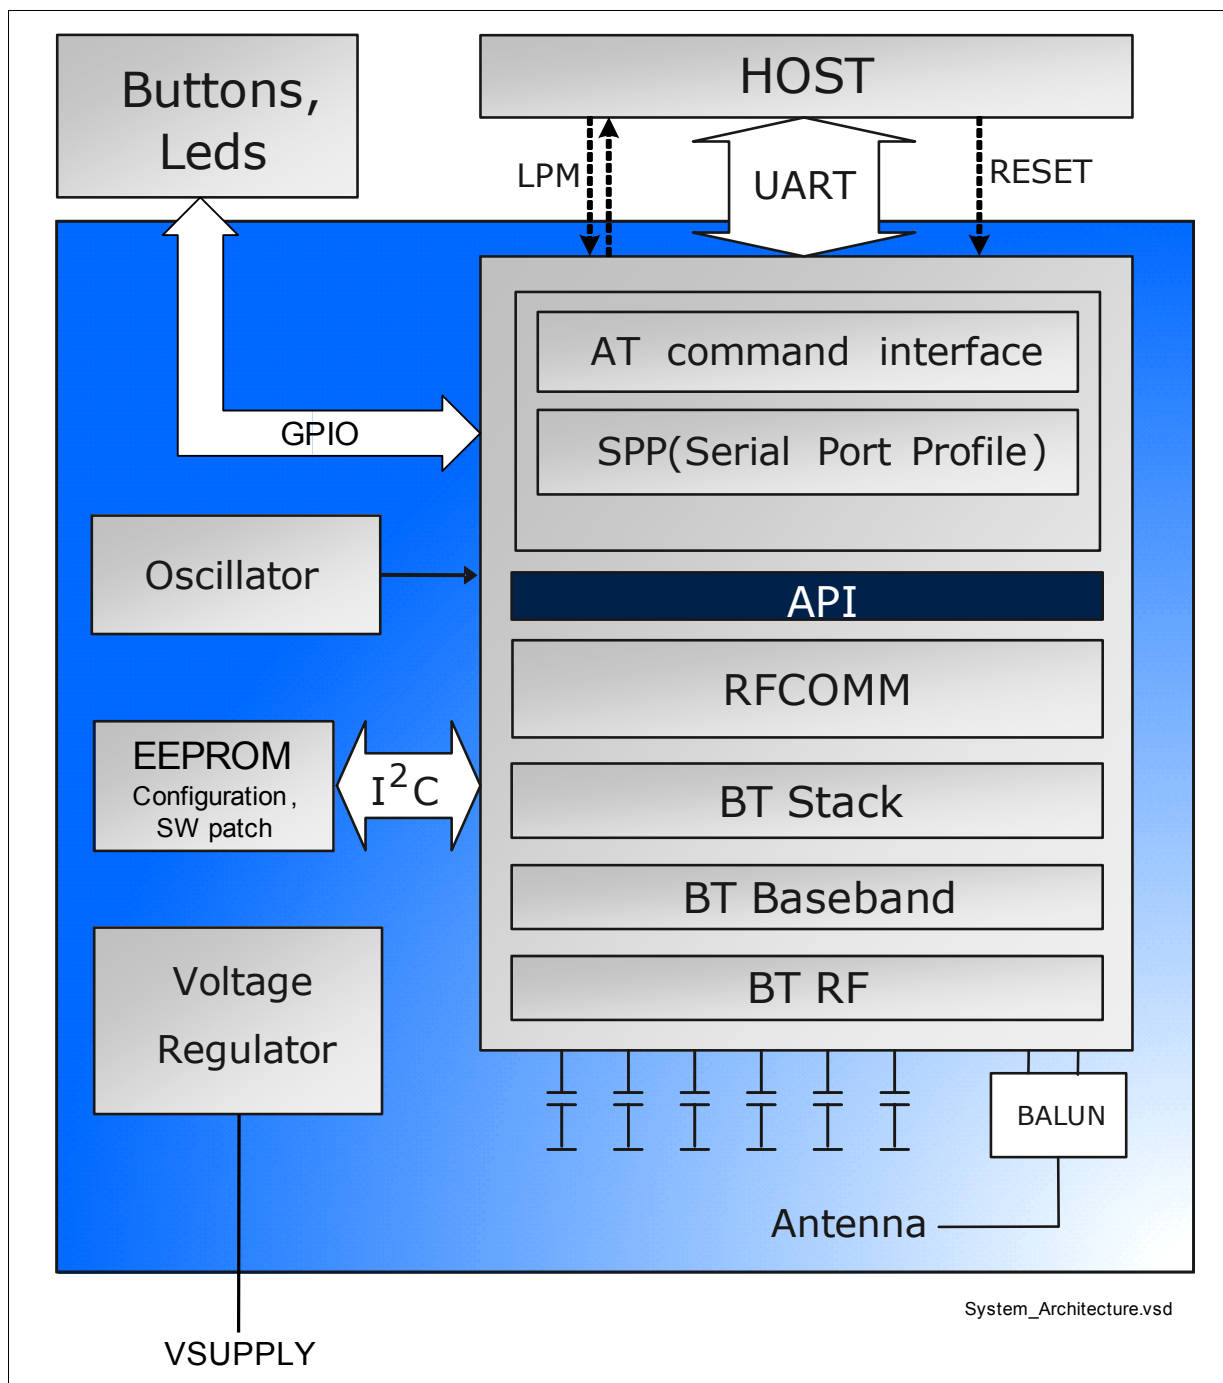 Buttons,
Leds
HOST
LPM
UART
RESET
AT command interface
SPP(Serial Port Profile)
GPIO
Oscillator
API
RFCOMM
EEPROM
Configuration,
SW patch
I²C
BT Stack
BT Baseband
Voltage
Regulator
BT RF
BALUN
Antenna
System_Architecture.vsd
VSUPPLY